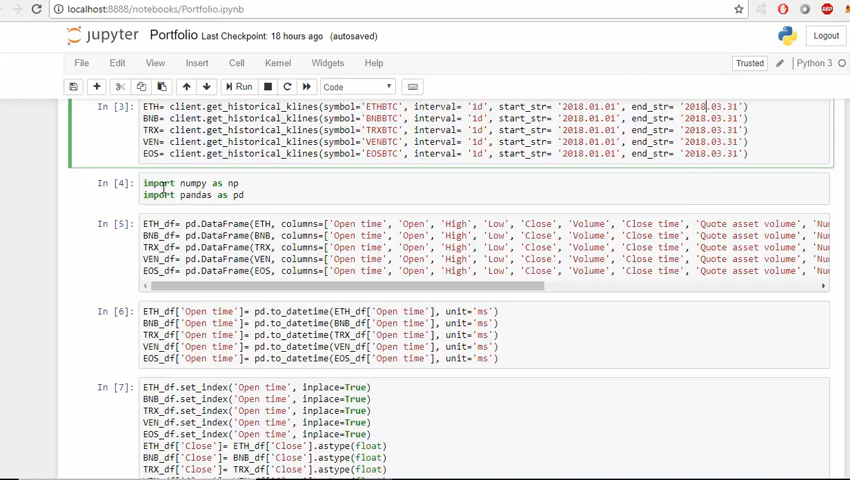 localhost:8888/notebooks/Portfolio.ipynb
ABP
jupyter Portfolio Last Checkpoint: 18 hours ago (autosaved) Logout
File Edit View Insert Cell Kernel Widgets Help Trusted Python 3
Run Code
In [3]: ETH= client.get_historical_klines(symbol='ETHBTC', interval= '1d', start_str= '2018.01.01', end_str= '2018.03.31')
BNB= client.get_historical_klines(symbol='BNBBTC', interval= '1d', start_str= '2018.01.01', end_str= '2018.03.31')
TRX= client.get_historical_klines(symbol='TRXBTC', interval= '1d', start_str= '2018.01.01', end_str= '2018.03.31')
VEN= client.get_historical_klines(symbol='VENBTC', interval= '1d', start_str= '2018.01.01', end_str= '2018.03.31')
EOS= client.get_historical_klines(symbol='EOSBTC', interval= '1d', start_str= '2018.01.01', end_str= '2018.03.31')
In [4]: import numpy as np
import pandas as pd
In [5]: ETH_df= pd.DataFrame(ETH, columns=['Open time', 'Open', 'High', 'Low', 'Close', 'Volume', 'Close time', 'Quote asset volume', 'Nu
BNB_df= pd.DataFrame(BNB, columns=['Open time', 'Open', 'High', 'Low', 'Close', 'Volume', 'Close time', 'Quote asset volume', 'Nu
TRX_df= pd.DataFrame(TRX, columns=['Open time', 'Open', 'High', 'Low', 'Close', 'Volume', 'Close time', 'Quote asset volume', 'Nu
VEN_df= pd.DataFrame(VEN, columns=['Open time', 'Open', 'High', 'Low', 'Close', 'Volume', 'Close time', 'Quote asset volume', 'Nu
EOS_df= pd.DataFrame(EOS, columns=['Open time', 'Open', 'High', 'Low', 'Close', 'Volume', 'Close time', 'Quote asset volume', 'Nu
In [6]: ETH_df['Open time']= pd.to_datetime(ETH_df['Open time'], unit='ms')
BNB_df['Open time']= pd.to_datetime(BNB_df['Open time'], unit='ms')
TRX_df['Open time']= pd.to_datetime(TRX_df['Open time'], unit='ms')
VEN_df['Open time']= pd.to_datetime(VEN_df['Open time'], unit='ms')
EOS_df['Open time']= pd.to_datetime(EOS_df['Open time'], unit='ms')
In [7]: ETH_df.set_index('Open time', inplace=True)
BNB_df.set_index('Open time', inplace=True)
TRX_df.set_index('Open time', inplace=True)
VEN_df.set_index('Open time', inplace=True)
EOS_df.set_index('Open time', inplace=True)
ETH_df['Close']= ETH_df['Close'].astype(float)
BNB_df['Close']= BNB_df['Close'].astype(float)
TRX_df['Close']= TRX_df['Close'].astype(float)